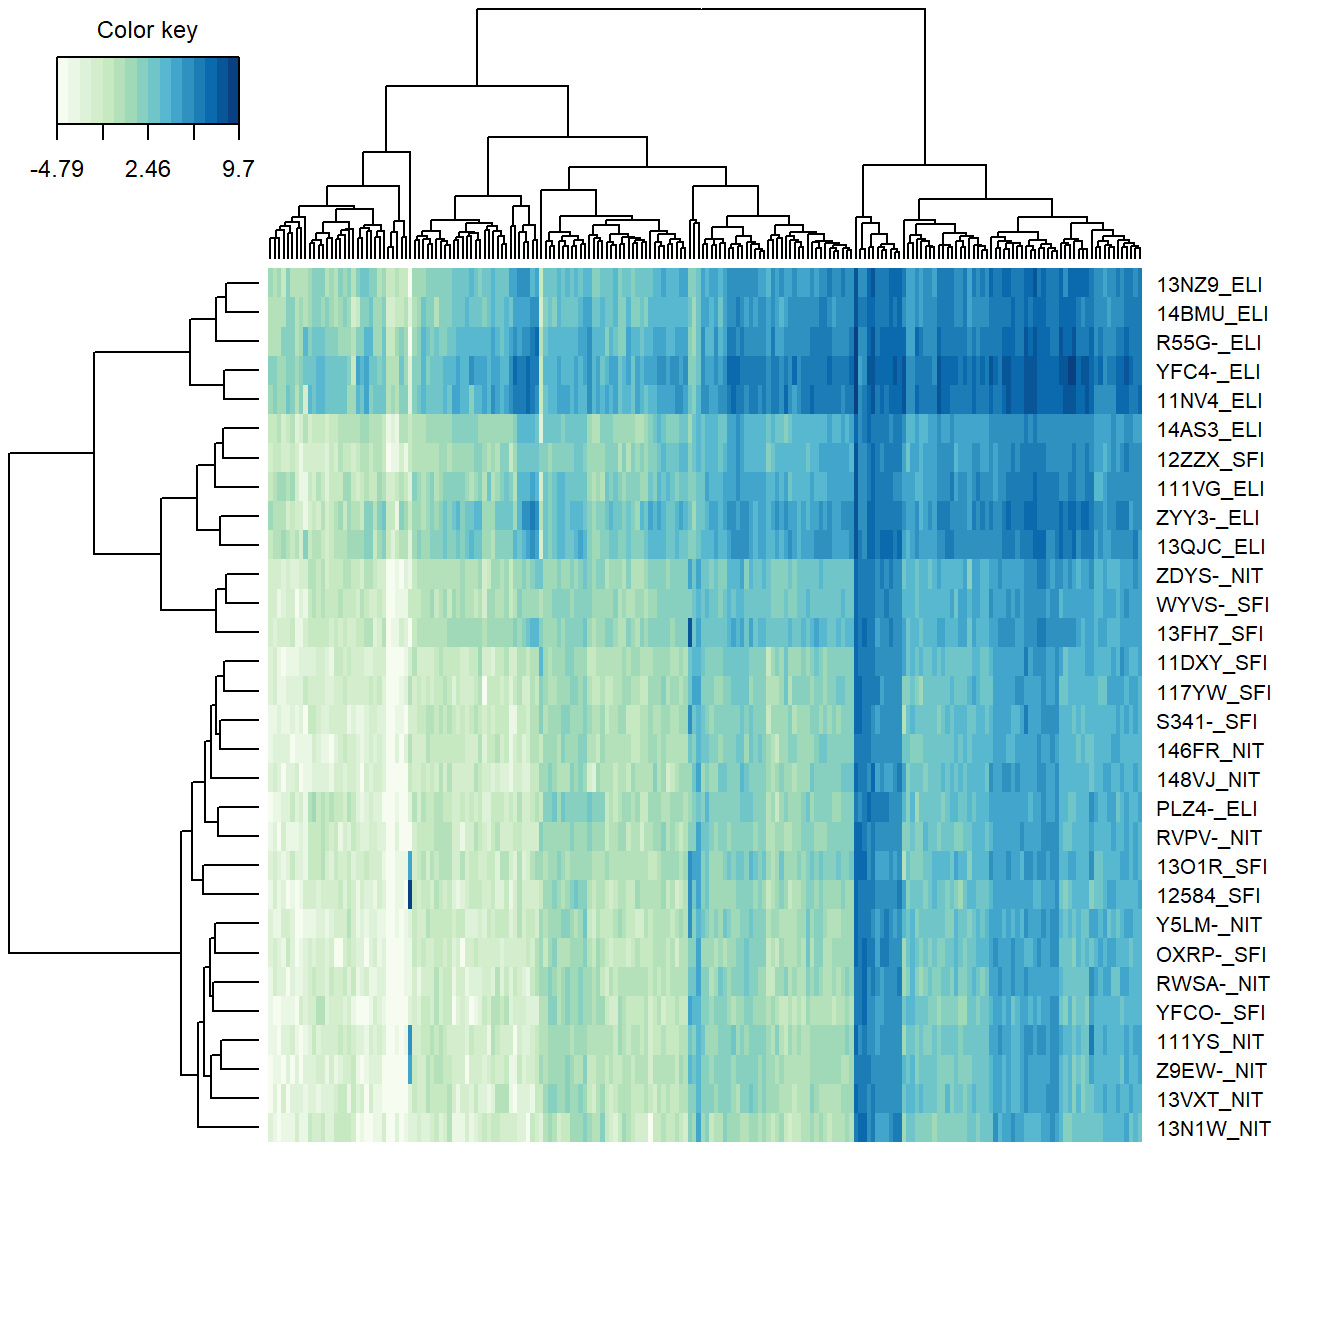 Color key
-4.79 2.46 9.7
13NZ9_ELI
14BMU_ELI
R55G-_ELI
YFC4-_ELI
11NV4_ELI
14AS3_ELI
12ZZX_SFI
111VG_ELI
ZYY3-_ELI
13QJC_ELI
ZDYS-_NIT
WYVS-_SFI
13FH7_SFI
11DXY_SFI
117YW_SFI
S341-_SFI
146FR_NIT
148VJ_NIT
PLZ4-_ELI
RVPV-_NIT
13O1R_SFI
12584_SFI
Y5LM-_NIT
OXRP-_SFI
RWSA-_NIT
YFCO-_SFI
111YS_NIT
Z9EW-_NIT
13VXT_NIT
13N1W_NIT